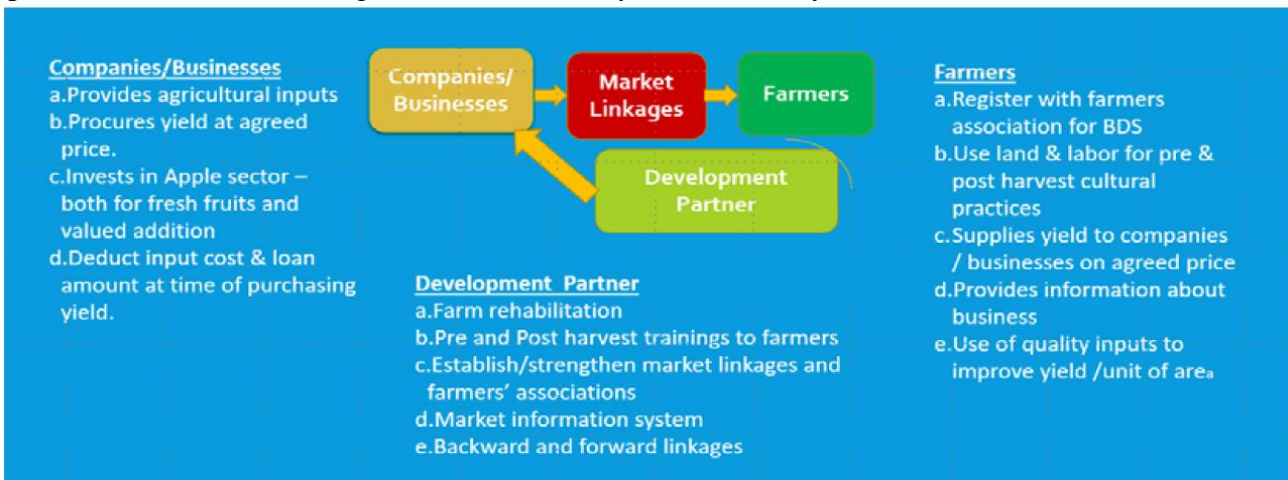 Companies/Businesses
a.Provides agricultural inputs
b.Procures yield at agreed
price.
c.Invests in Apple sector –
both for fresh fruits and
valued addition
d.Deduct input cost & loan
amount at time of purchasing
yield.
Companies/
Businesses
Market
Linkages
Farmers
Development
Partner
Development Partner
a.Farm rehabilitation
b.Pre and Post harvest trainings to farmers
c.Establish/strengthen market linkages and
farmers’ associations
d.Market information system
e.Backward and forward linkages
Farmers
a.Register with farmers
association for BDS
b.Use land & labor for pre &
post harvest cultural
practices
c.Supplies yield to companies
/ businesses on agreed price
d.Provides information about
business
e.Use of quality inputs to
improve yield /unit of area